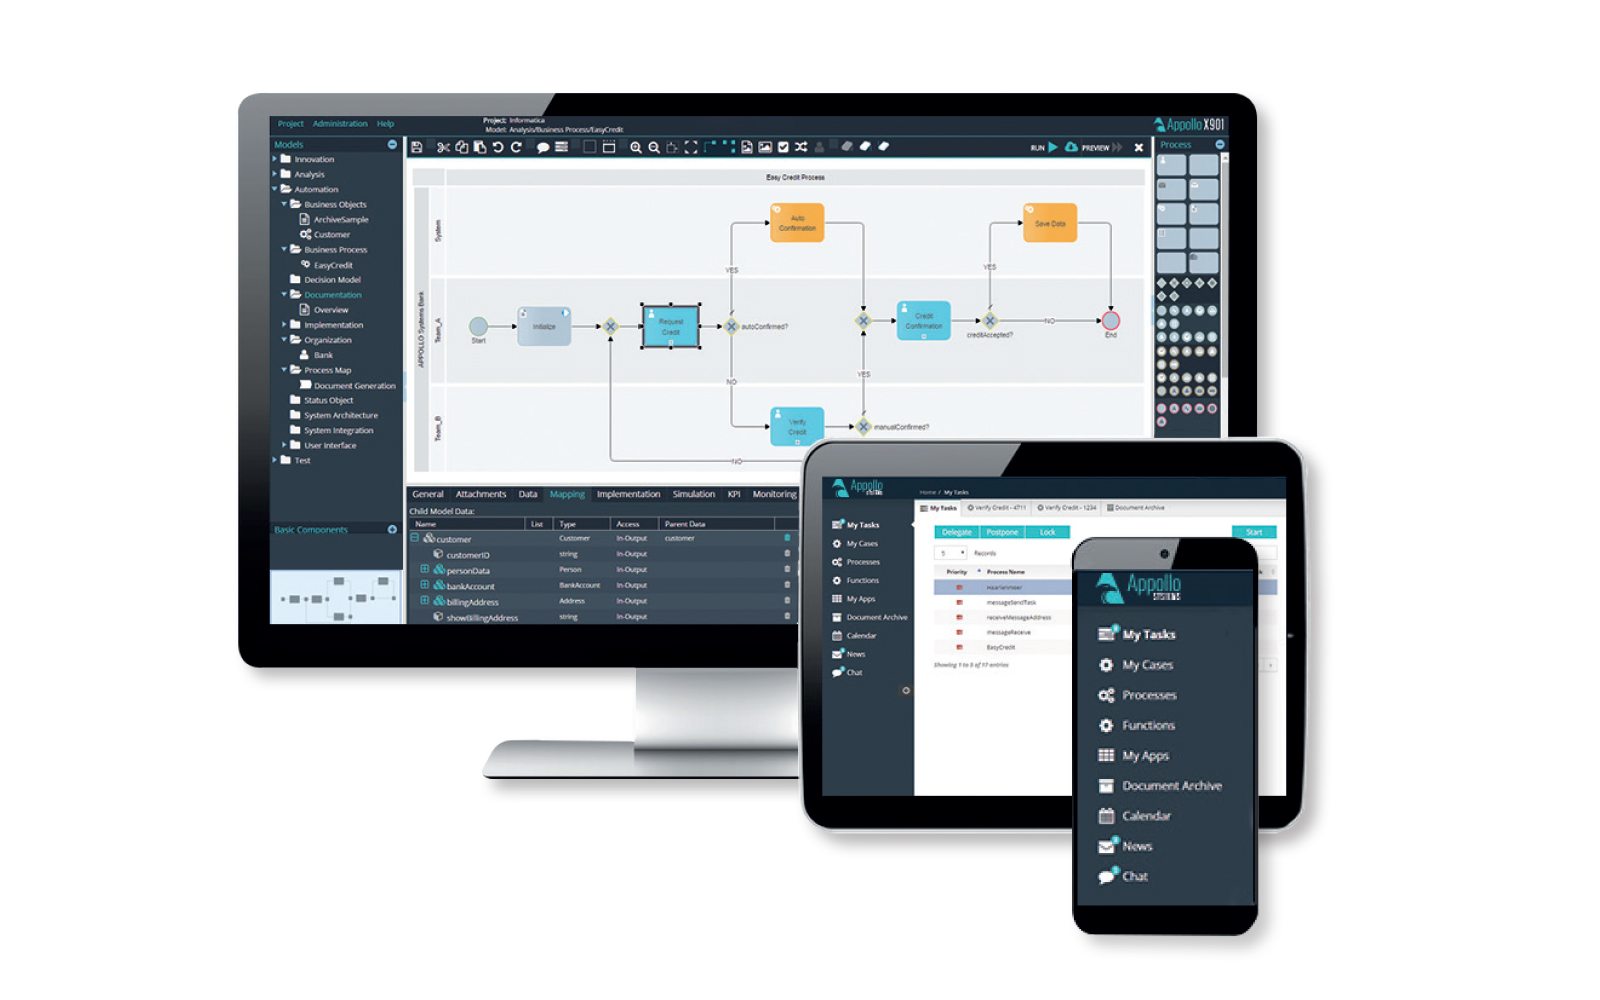 Project Administration Help
Project: Informatica
Model: Analysis/Business Process/EasyCredit
Appollo X901
Models
Innovation
Analysis
Automation
Business Objects
ArchiveSample
Customer
Business Process
EasyCredit
Decision Model
Documentation
Overview
Implementation
Organization
Bank
Process Map
Document Generation
Status Object
System Architecture
System Integration
User Interface
Test
Basic Components
RUN PREVIEW
Process
Easy Credit Process
APPOLLO Systems Bank
System
Team_A
Team_B
Auto
Confirmation
Save Data
YES
YES
Start
Initialize
Request
Credit
autoConfirmed?
Credit
Confirmation
creditAccepted?
NO
End
NO
YES
Verify
Credit
manualConfirmed?
NO
General Attachments Data Mapping Implementation Simulation KPI Monitoring
Child Model Data:
Name List Type Access Parent Data
customer Customer In-Output customer
customerID string In-Output
personData Person In-Output
bankAccount BankAccount In-Output
billingAddress Address In-Output
showBillingAddress string In-Output
Appollo
Home / My Tasks
My Tasks Verify Credit - 4711 Verify Credit - 1234 Document Archive
My Tasks
My Cases
Processes
Functions
My Apps
Document Archive
Calendar
News
Chat
Delegate Postpone Lock Start
5 Records
Priority Process Name
messageSendTask
receiveMessageAddress
messageReceive
EasyCredit
Showing 1 to 5 of 17 entries
Appollo
SYSTEMS
My Tasks
My Cases
Processes
Functions
My Apps
Document Archive
Calendar
News
Chat